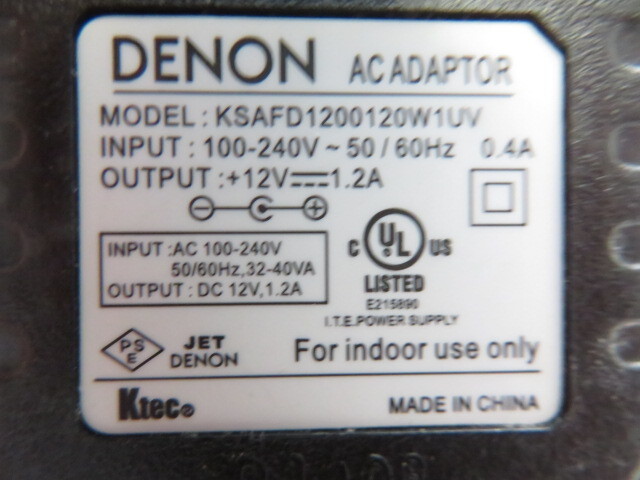 DENON AC ADAPTOR
MODEL : KSAFD1200120W1UV
INPUT : 100-240V ~ 50 / 60Hz 0.4A
OUTPUT :+12V⎓1.2A
INPUT : AC 100-240V
50/60Hz,32-40VA
OUTPUT : DC 12V,1.2A
C UL US
LISTED
E215890
I.T.E.POWER SUPPLY
PS
E
JET
DENON
For indoor use only
Ktec®
MADE IN CHINA